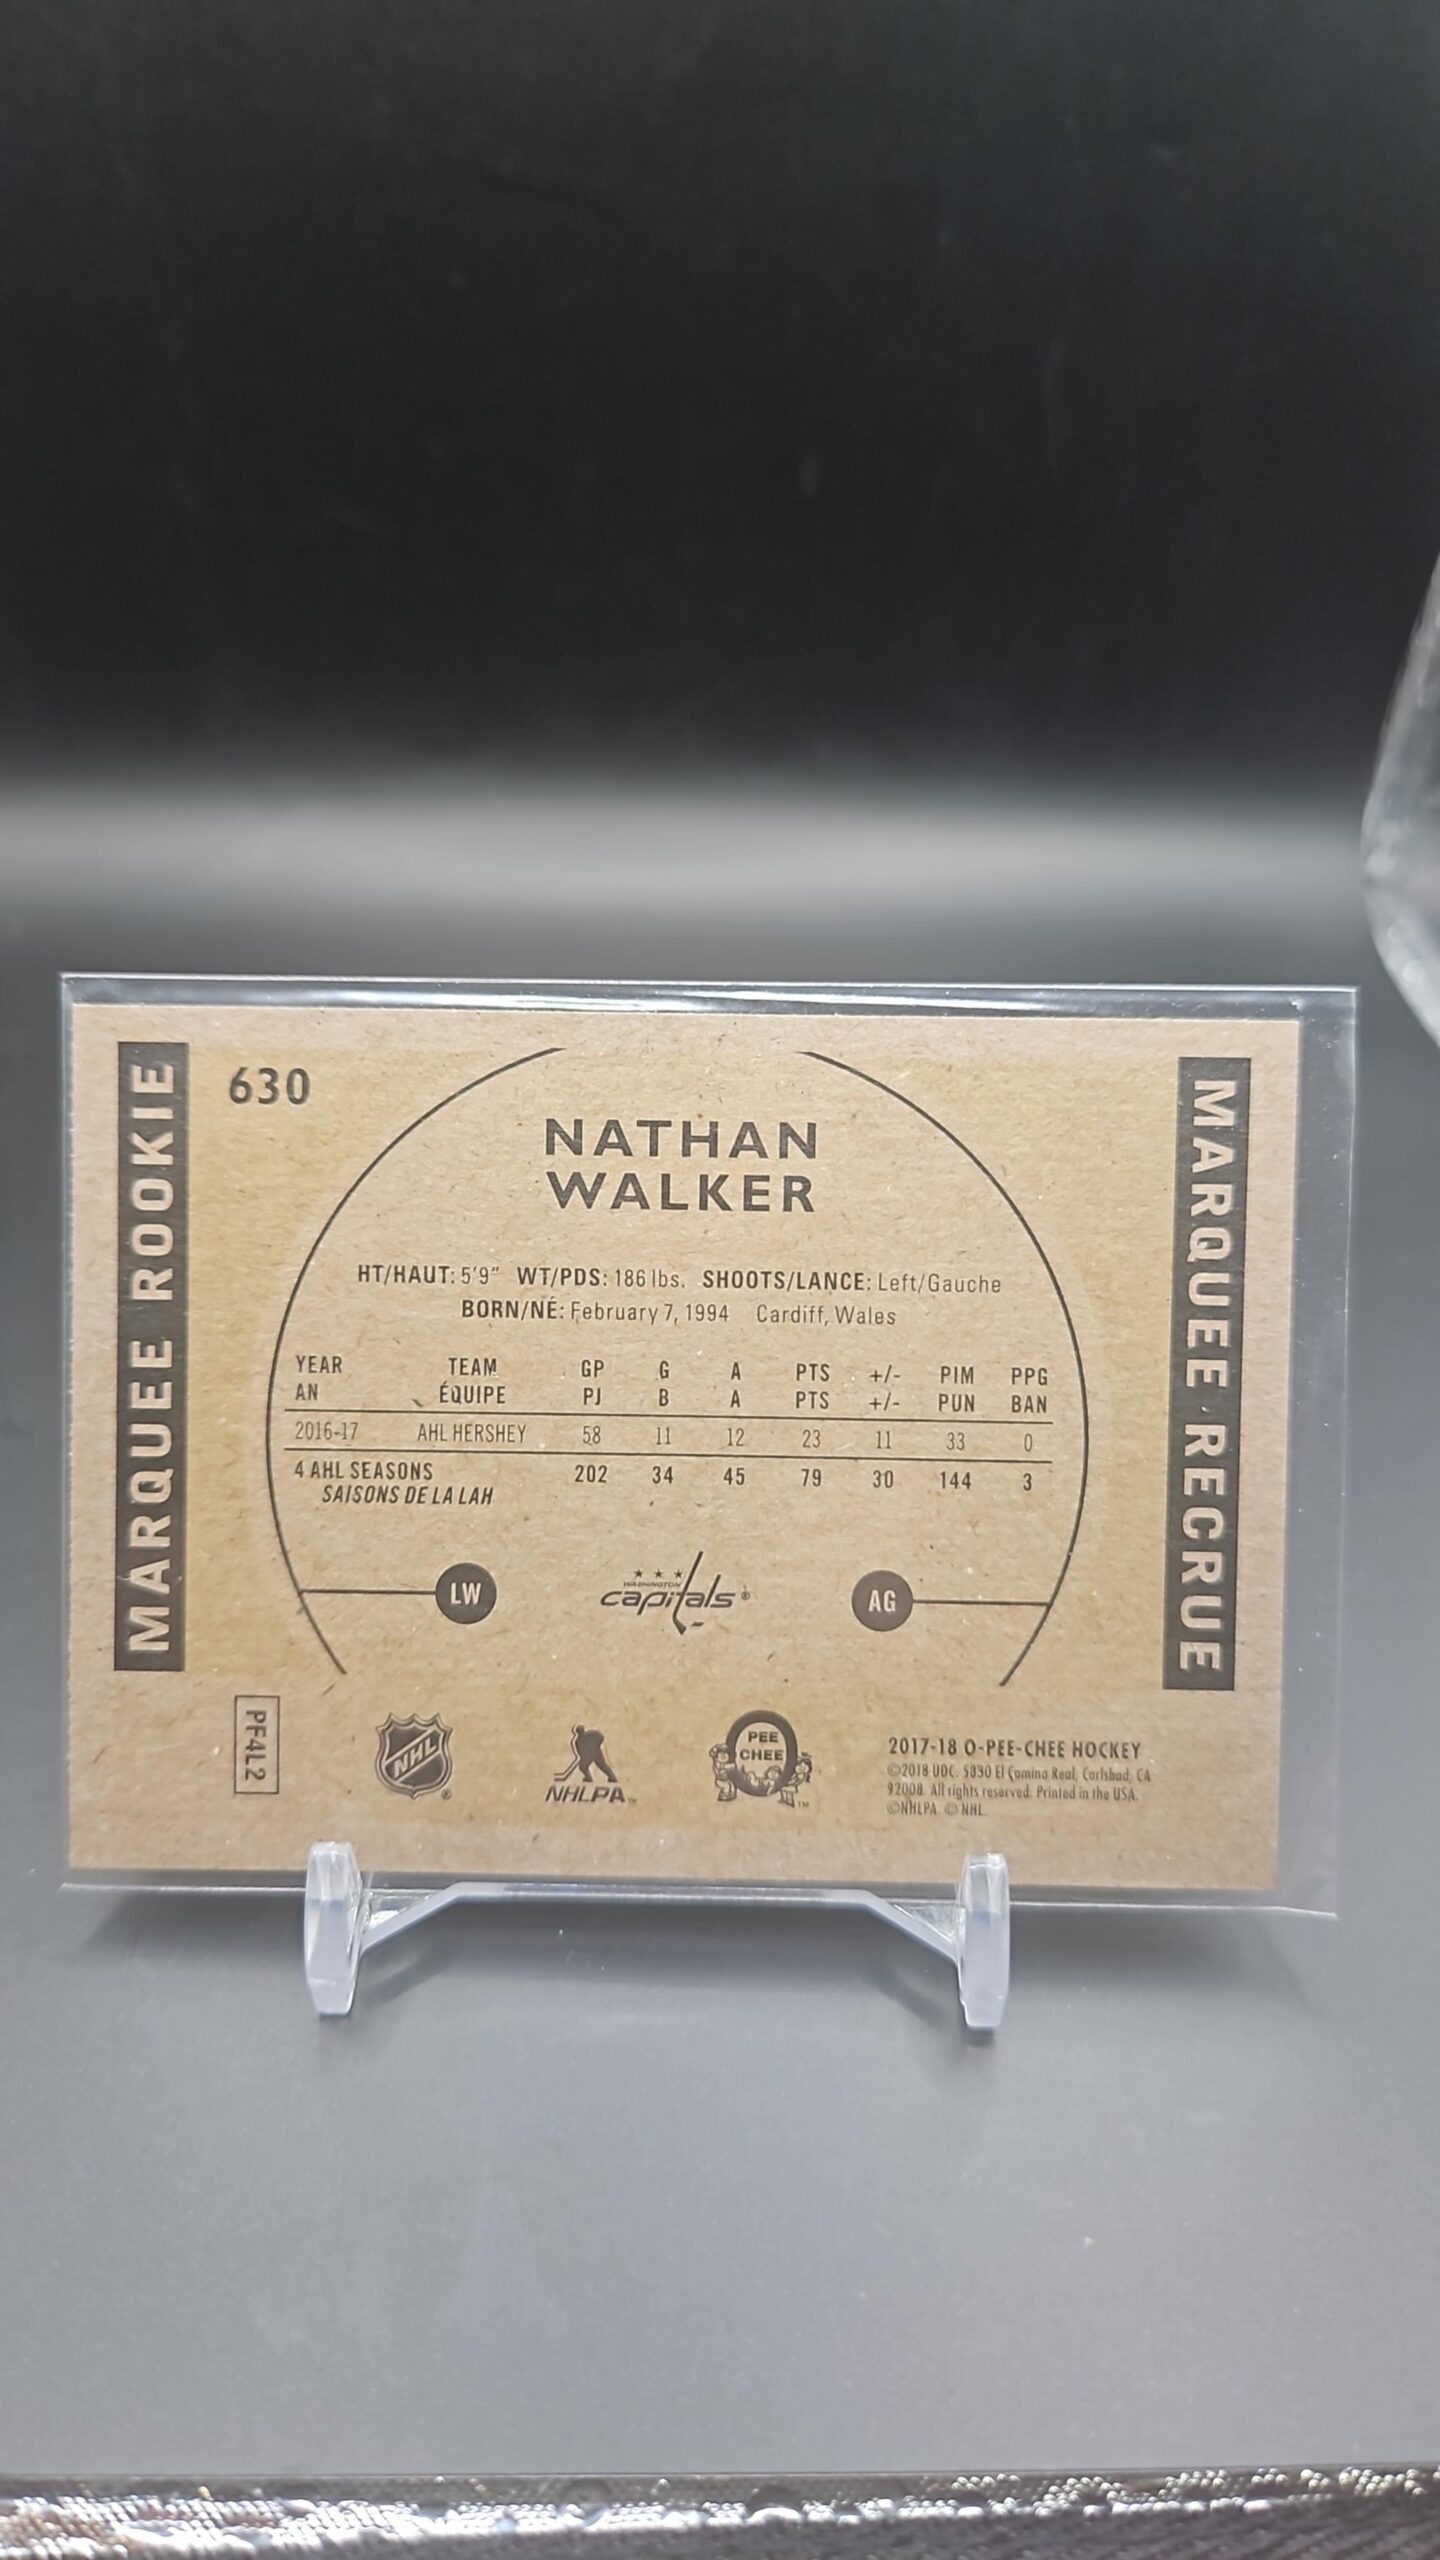 MARQUEE ROOKIE
630
NATHAN
WALKER
HT/HAUT: 5'9" WT/PDS: 186 lbs. SHOOTS/LANCE: Left/Gauche
BORN/NÉ: February 7, 1994 Cardiff, Wales
YEAR TEAM GP G A PTS +/- PIM PPG
AN ÉQUIPE PJ B A PTS +/- PUN BAN
2016-17 AHL HERSHEY 58 11 12 23 11 33 0
4 AHL SEASONS 202 34 45 79 30 144 3
SAISONS DE LA LAH
LW
WASHINGTON
capitals®
AG
MARQUEE RECRUE
PF4L2
NHL®
NHLPA™
PEE
CHEE
™
2017-18 O-PEE-CHEE HOCKEY
©2018 UDC. 5830 El Camino Real, Carlsbad, CA
92008. All rights reserved. Printed in the USA.
©NHLPA. © NHL.